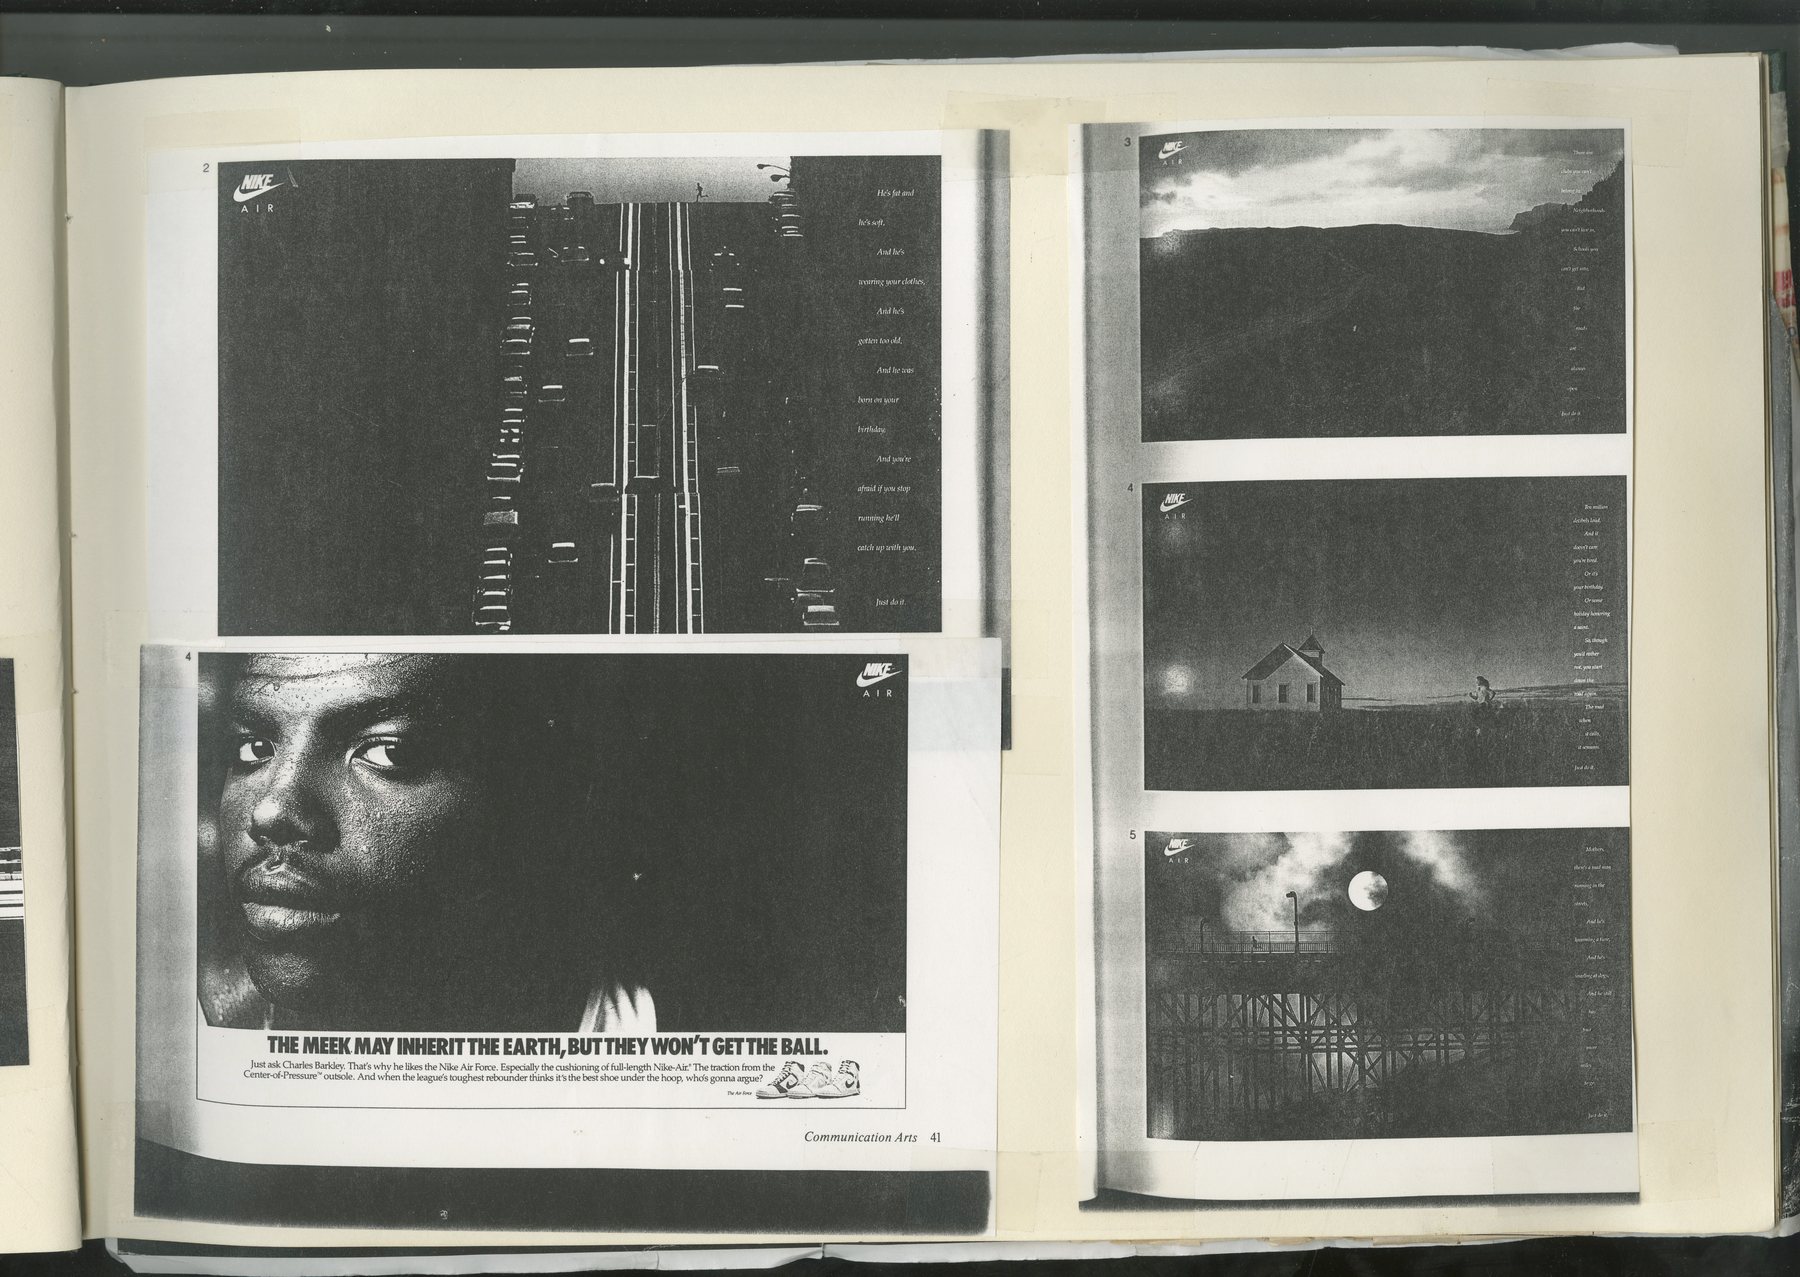 2
NIKE
AIR
He's fat and
he's soft,
And he's
wearing your clothes,
And he's
gotten too old,
And he was
born on your
birthday,
And you're
afraid if you stop
running he'll
catch up with you.
Just do it.
4
NIKE
AIR
THE MEEK MAY INHERIT THE EARTH, BUT THEY WON'T GET THE BALL.
Just ask Charles Barkley. That's why he likes the Nike Air Force. Especially the cushioning of full-length Nike-Air.® The traction from the
Center-of-Pressure™ outsole. And when the league's toughest rebounder thinks it's the best shoe under the hoop, who's gonna argue?
The Air Force
Communication Arts 41
3
NIKE
AIR
There are
clubs you can't
belong to,
Neighborhoods
you can't live in,
Schools you
can't get into,
But
the
roads
are
always
open.
Just do it.
4
NIKE
AIR
Ten million
decibels loud.
And it
doesn't care
you're tired.
Or it's
your birthday.
Or some
holiday honoring
a saint.
So, though
you'd rather
not, you start
down the
road again.
The road
when
it calls,
it screams.
Just do it.
5
NIKE
AIR
Mothers,
there's a mad man
running in the
streets,
And he's
humming a tune,
And he's
snarling at dogs,
And he still
has
four
more
miles
to go.
Just do it.